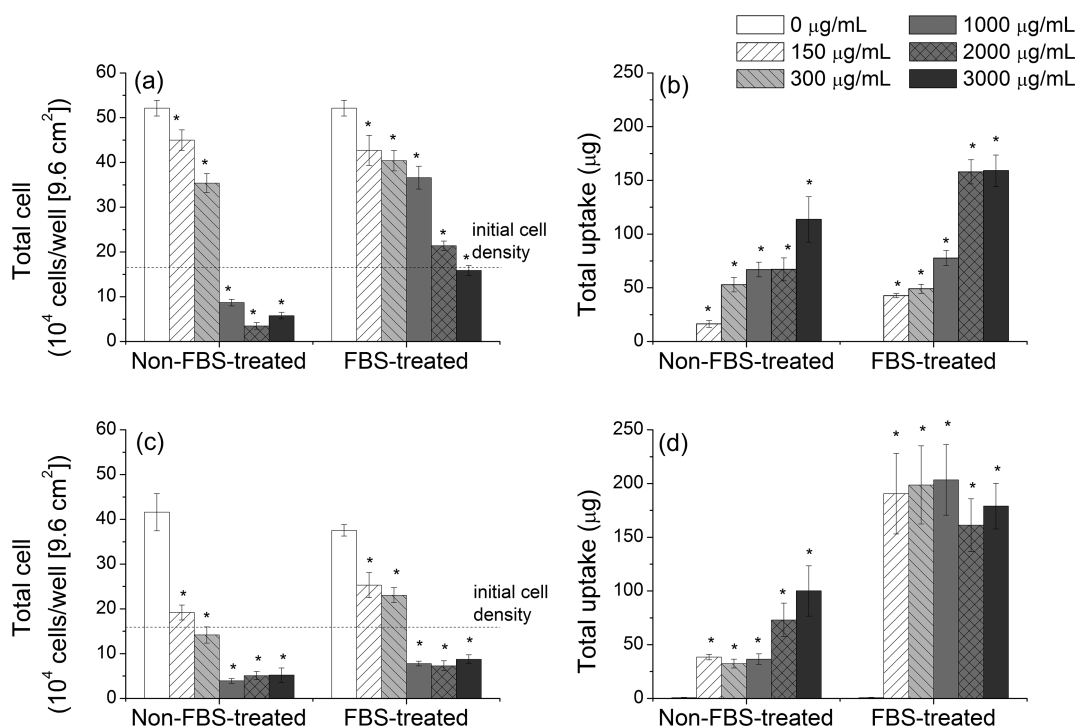 0 μg/mL
150 μg/mL
300 μg/mL
1000 μg/mL
2000 μg/mL
3000 μg/mL
(a)
Total cell
(10⁴ cells/well [9.6 cm²])
60
50
40
30
20
10
0
* * * * *
* * * * *
initial cell
density
Non-FBS-treated
FBS-treated
(b)
Total uptake (μg)
250
200
150
100
50
0
* * * * *
* * * * *
Non-FBS-treated
FBS-treated
(c)
Total cell
(10⁴ cells/well [9.6 cm²])
60
50
40
30
20
10
0
* * * * *
* * * * *
initial cell
density
Non-FBS-treated
FBS-treated
(d)
Total uptake (μg)
250
200
150
100
50
0
* * * * *
* * * * *
Non-FBS-treated
FBS-treated